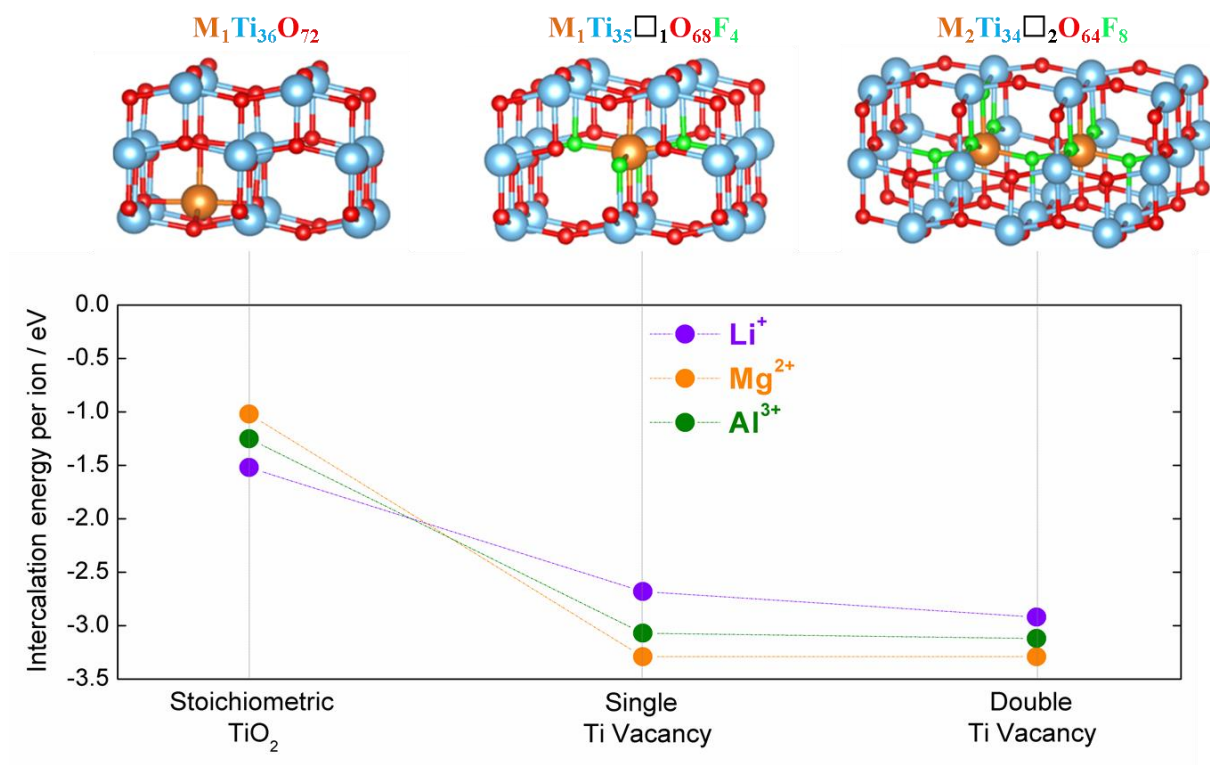 M₁Ti₃₆O₇₂
M₁Ti₃₅□₁O₆₈F₄
M₂Ti₃₄□₂O₆₄F₈
Intercalation energy per ion / eV
0.0
-0.5
-1.0
-1.5
-2.0
-2.5
-3.0
-3.5
Li⁺
Mg²⁺
Al³⁺
Stoichiometric
TiO₂
Single
Ti Vacancy
Double
Ti Vacancy